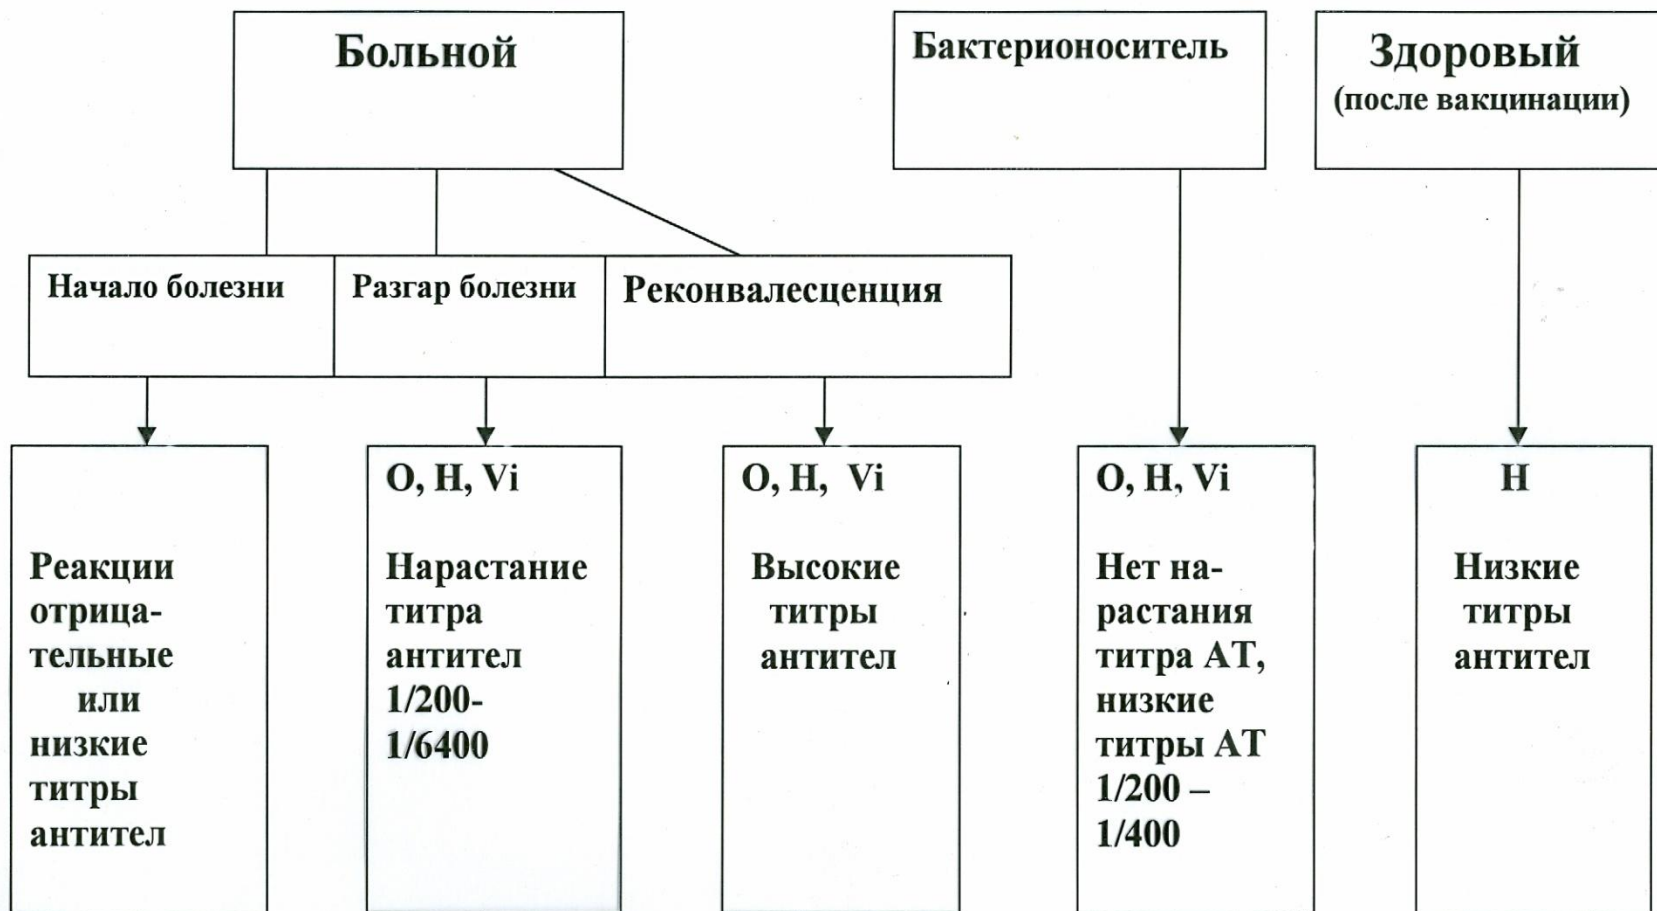 Больной
Бактерионоситель
Здоровый
(после вакцинации)
Начало болезни
Разгар болезни
Реконвалесценция
Реакции
отрица-
тельные
или
низкие
титры
антител
O, H, Vi
Нарастание
титра
антител
1/200-
1/6400
O, H, Vi
Высокие
титры
антител
O, H, Vi
Нет на-
растания
титра АТ,
низкие
титры АТ
1/200 –
1/400
H
Низкие
титры
антител